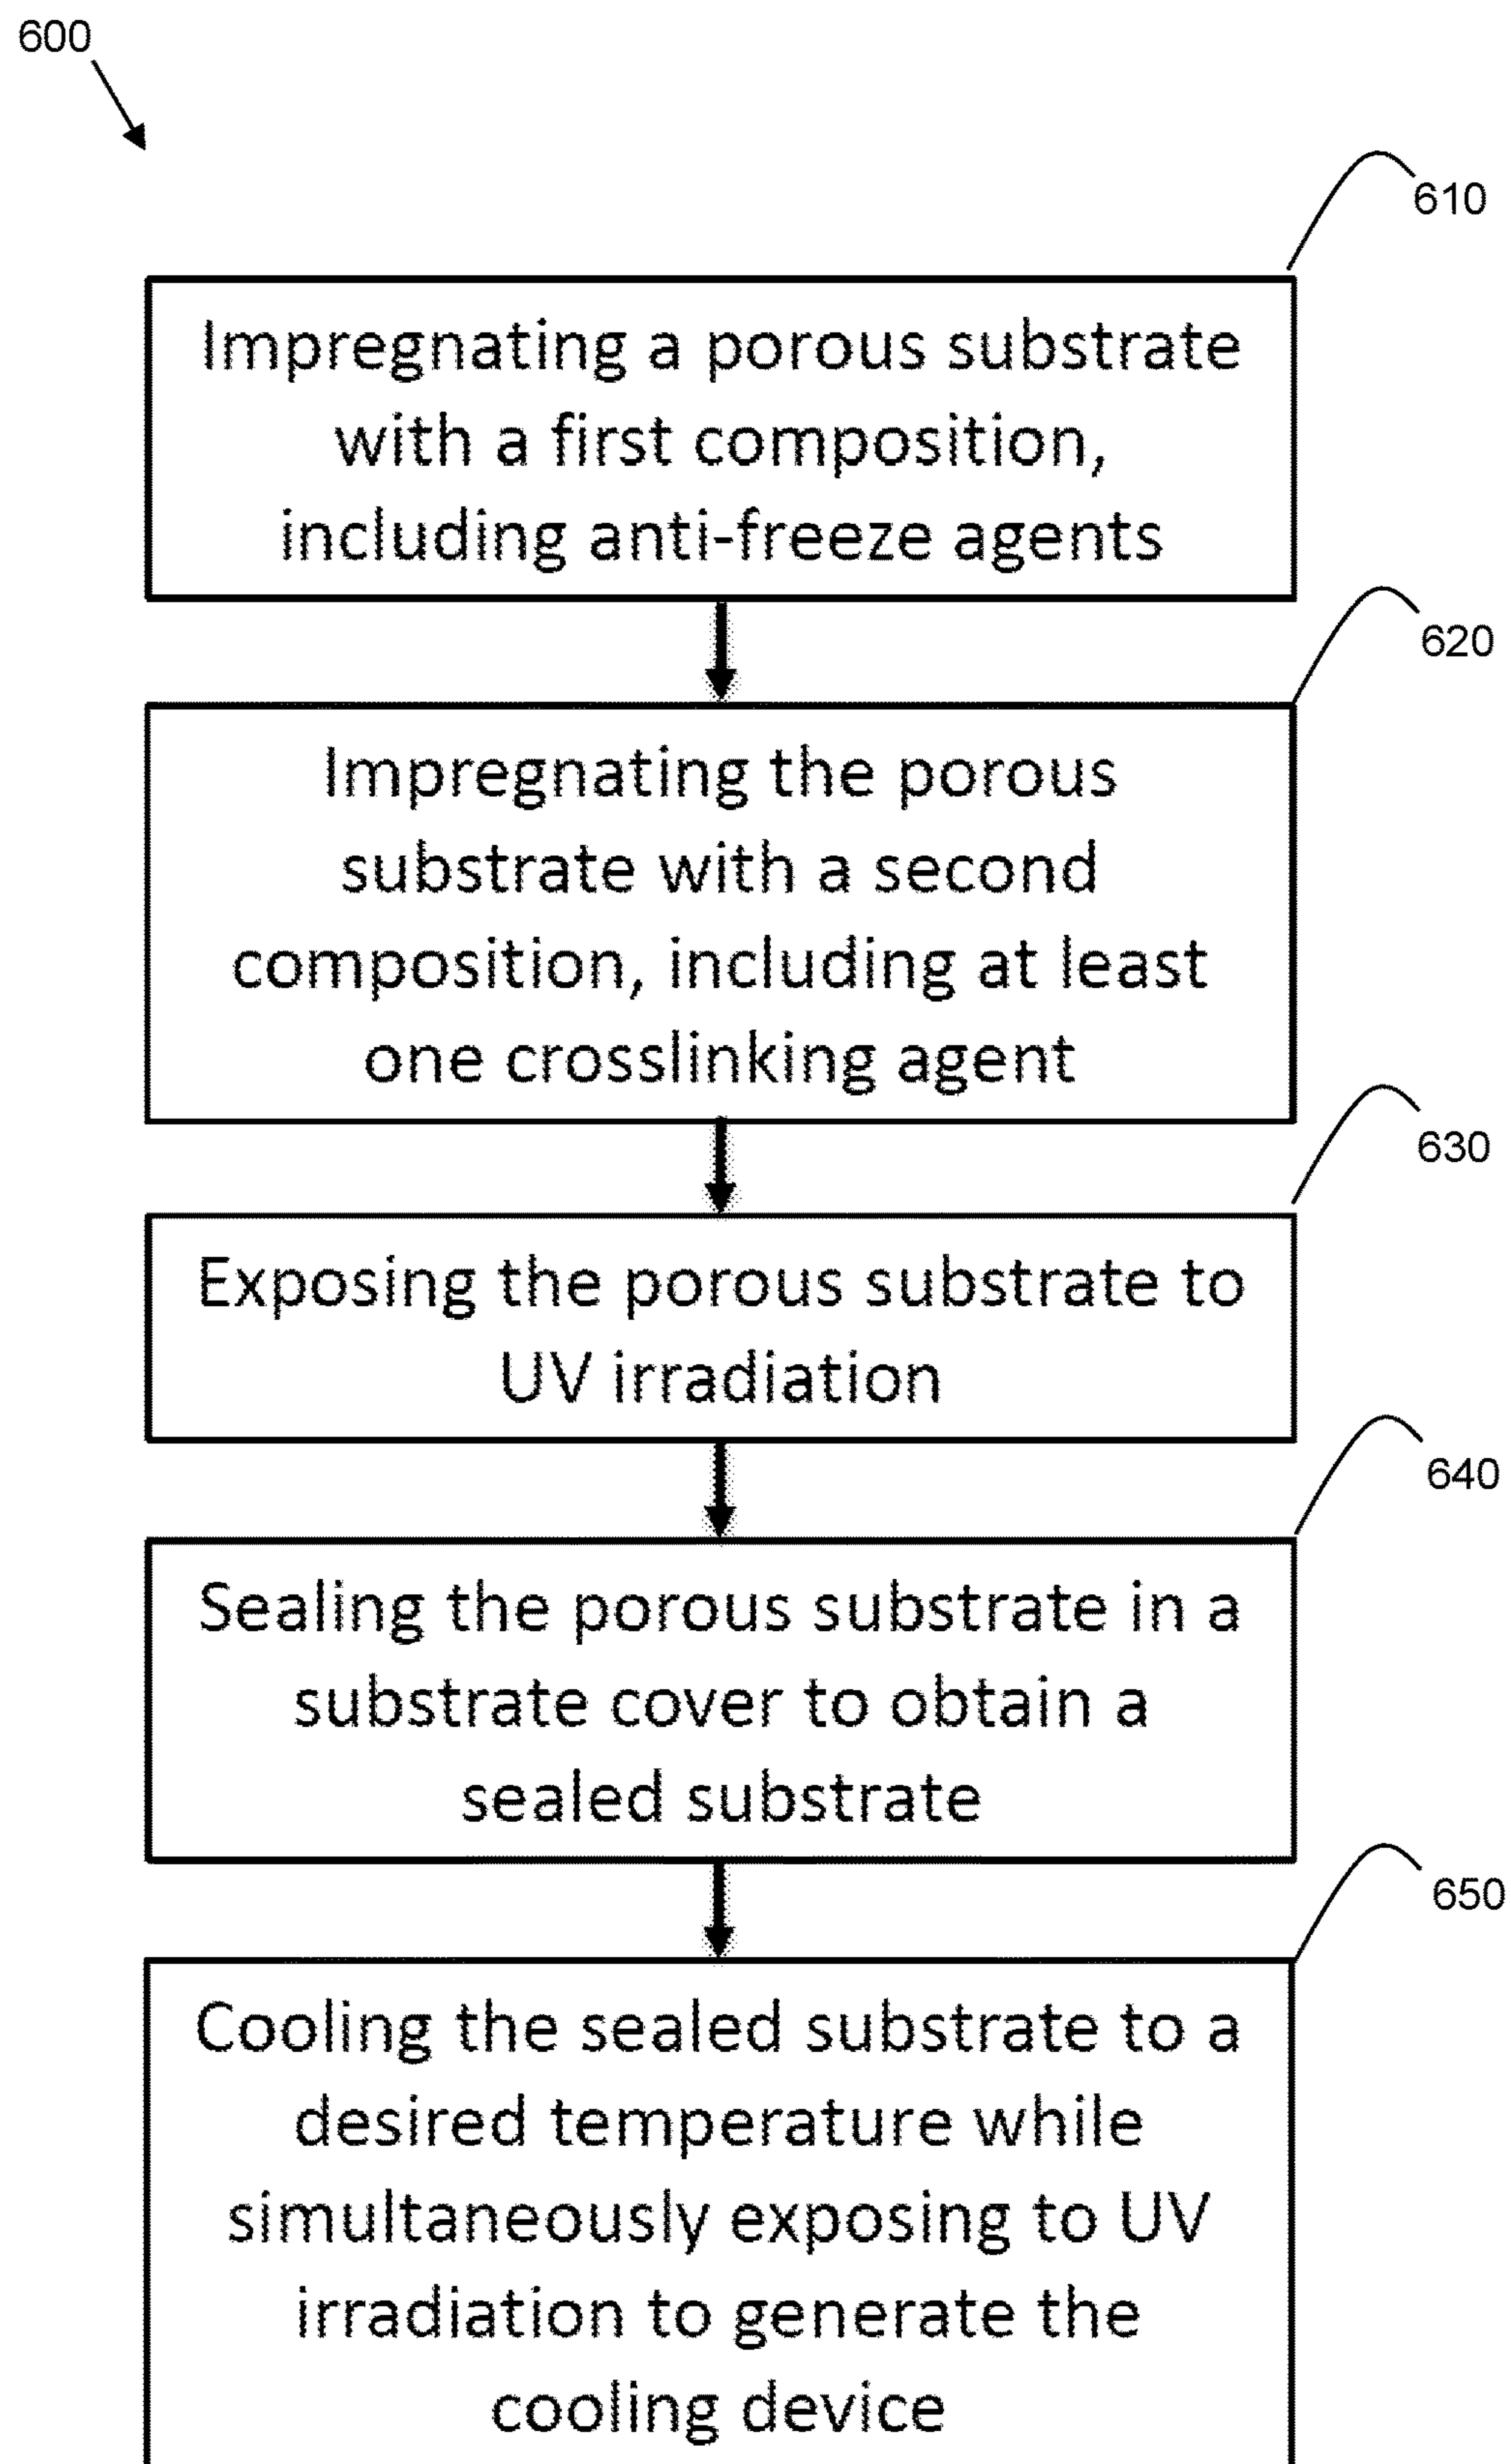 600
610
Impregnating a porous substrate
with a first composition,
including anti-freeze agents
620
Impregnating the porous
substrate with a second
composition, including at least
one crosslinking agent
630
Exposing the porous substrate to
UV irradiation
640
Sealing the porous substrate in a
substrate cover to obtain a
sealed substrate
650
Cooling the sealed substrate to a
desired temperature while
simultaneously exposing to UV
irradiation to generate the
cooling device